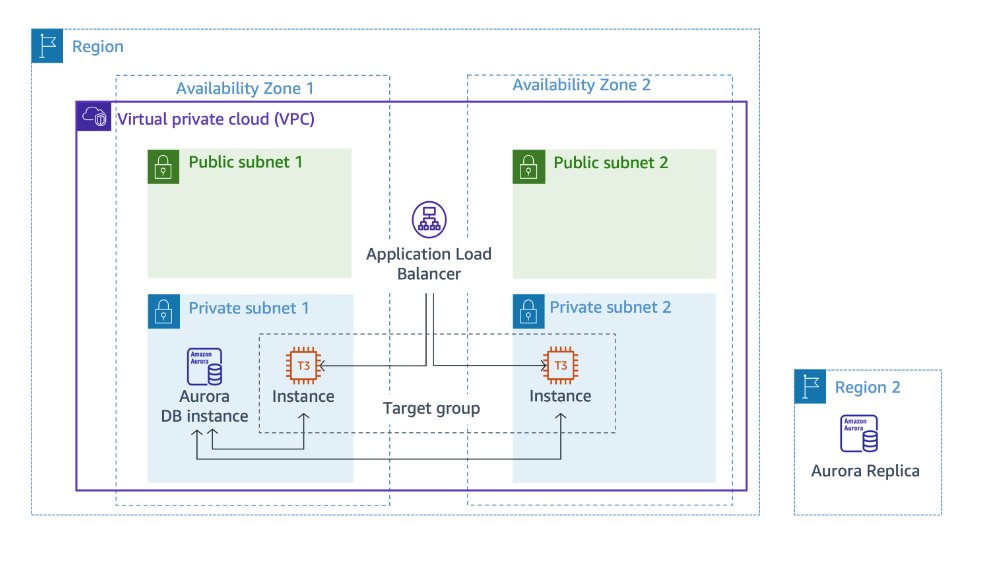 Region
Availability Zone 1
Availability Zone 2
Virtual private cloud (VPC)
Public subnet 1
Public subnet 2
Application Load
Balancer
Private subnet 1
Private subnet 2
Amazon
Aurora
T3
T3
Aurora
DB instance
Instance
Instance
Target group
Region 2
Amazon
Aurora
Aurora Replica